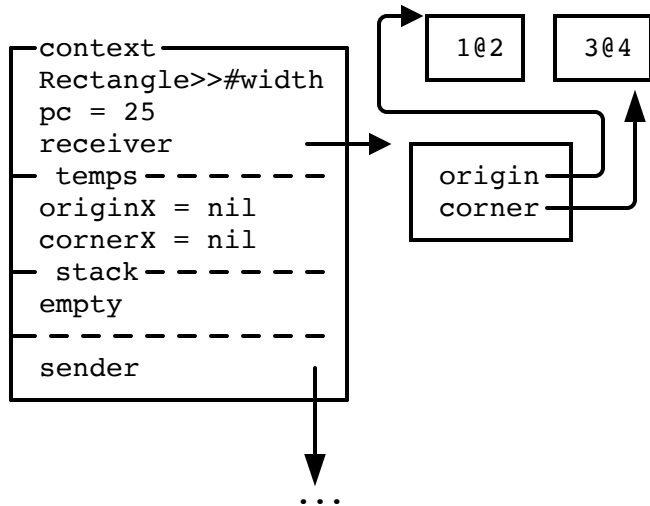 context
Rectangle>>#width
pc = 25
receiver
temps
originX = nil
cornerX = nil
stack
empty
sender
...
1@2
3@4
origin
corner